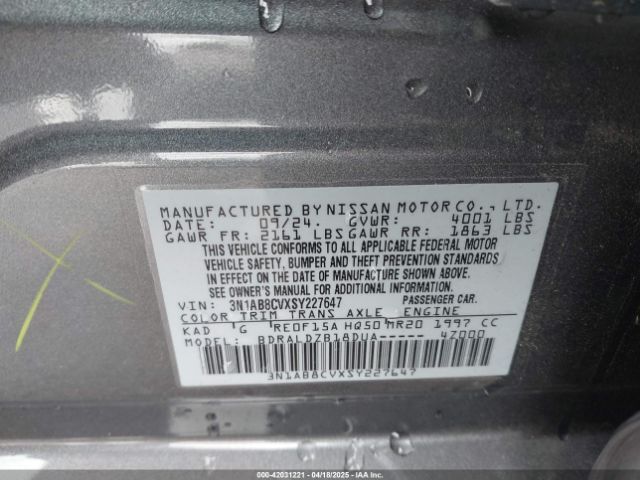 MANUFACTURED BY NISSAN MOTOR CO., LTD.
DATE: 09/24. GVWR: 4001 LBS
GAWR FR: 2161 LBS GAWR RR: 1863 LBS
THIS VEHICLE CONFORMS TO ALL APPLICABLE FEDERAL MOTOR
VEHICLE SAFETY, BUMPER AND THEFT PREVENTION STANDARDS
IN EFFECT ON THE DATE OF MANUFACTURE SHOWN ABOVE.
SEE OWNER'S MANUAL FOR ADDITIONAL INFORMATION.
VIN: 3N1AB8CVXSY227647 PASSENGER CAR.
COLOR TRIM TRANS AXLE ENGINE
KAD 'G RE0F15A HQ50 MR20 1997 CC
MODEL: BDRALDZB18DUA----- 47000
3N1AB8CVXSY227647
000-42031221 - 04/18/2025 - IAAI.COM